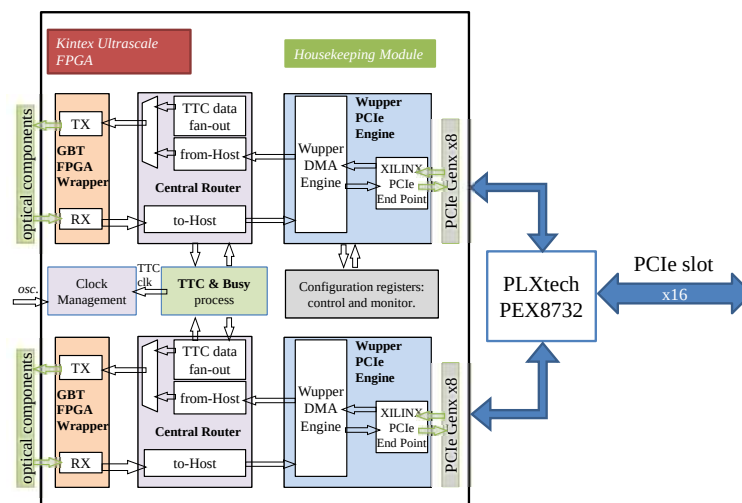 Kintex Ultrascale
FPGA
Housekeeping Module
optical components
TX
GBT
FPGA
Wrapper
RX
TTC data
fan-out
from-Host
Central Router
to-Host
Wupper
PCIe
Engine
Wupper
DMA
Engine
XILINX
PCIe
End Point
PCIe Genx x8
osc.
Clock
Management
TTC
clk
TTC & Busy
process
Configuration registers:
control and monitor.
PLXtech
PEX8732
PCIe slot
x16
optical components
TX
GBT
FPGA
Wrapper
RX
TTC data
fan-out
from-Host
Central Router
to-Host
Wupper
PCIe
Engine
Wupper
DMA
Engine
XILINX
PCIe
End Point
PCIe Genx x8